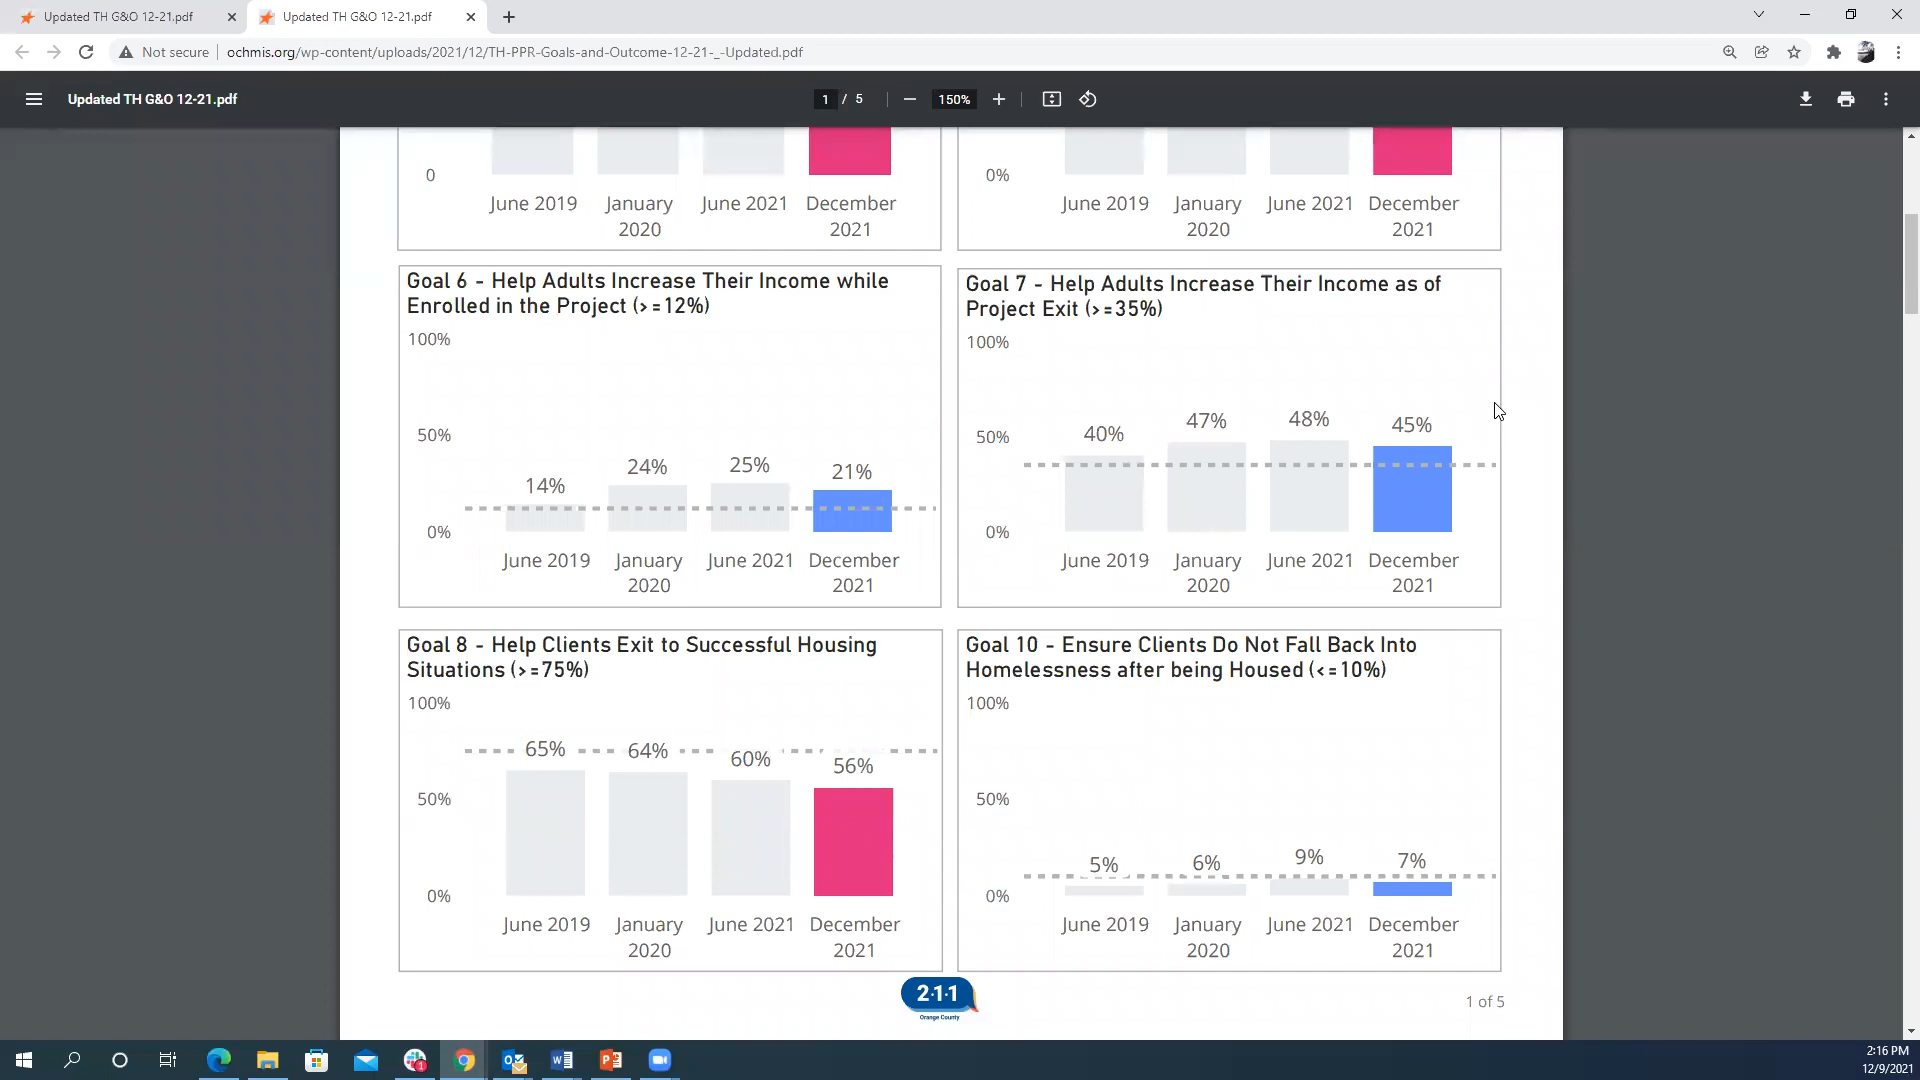 Updated TH G&O 12-21.pdf
Updated TH G&O 12-21.pdf
Not secure
ochmis.org/wp-content/uploads/2021/12/TH-PPR-Goals-and-Outcome-12-21-_-Updated.pdf
Updated TH G&O 12-21.pdf
1 / 5
150%
0
June 2019
January
2020
June 2021
December
2021
0%
June 2019
January
2020
June 2021
December
2021
Goal 6 - Help Adults Increase Their Income while
Enrolled in the Project (>=12%)
100%
50%
0%
14%
24%
25%
21%
June 2019
January
2020
June 2021
December
2021
Goal 7 - Help Adults Increase Their Income as of
Project Exit (>=35%)
100%
50%
0%
40%
47%
48%
45%
June 2019
January
2020
June 2021
December
2021
Goal 8 - Help Clients Exit to Successful Housing
Situations (>=75%)
100%
50%
0%
65%
64%
60%
56%
June 2019
January
2020
June 2021
December
2021
Goal 10 - Ensure Clients Do Not Fall Back Into
Homelessness after being Housed (<=10%)
100%
50%
0%
5%
6%
9%
7%
June 2019
January
2020
June 2021
December
2021
2·1·1
Orange County
1 of 5
2:16 PM
12/9/2021